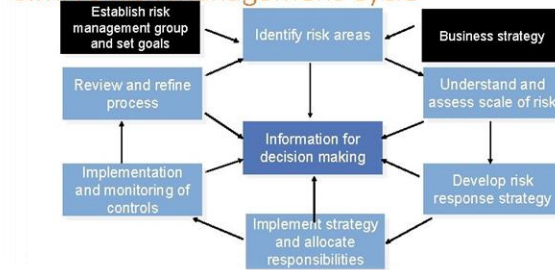 Establish risk
management group
and set goals
Identify risk areas
Business strategy
Review and refine
process
Understand and
assess scale of risk
Information for
decision making
Implementation
and monitoring of
controls
Develop risk
response strategy
Implement strategy
and allocate
responsibilities